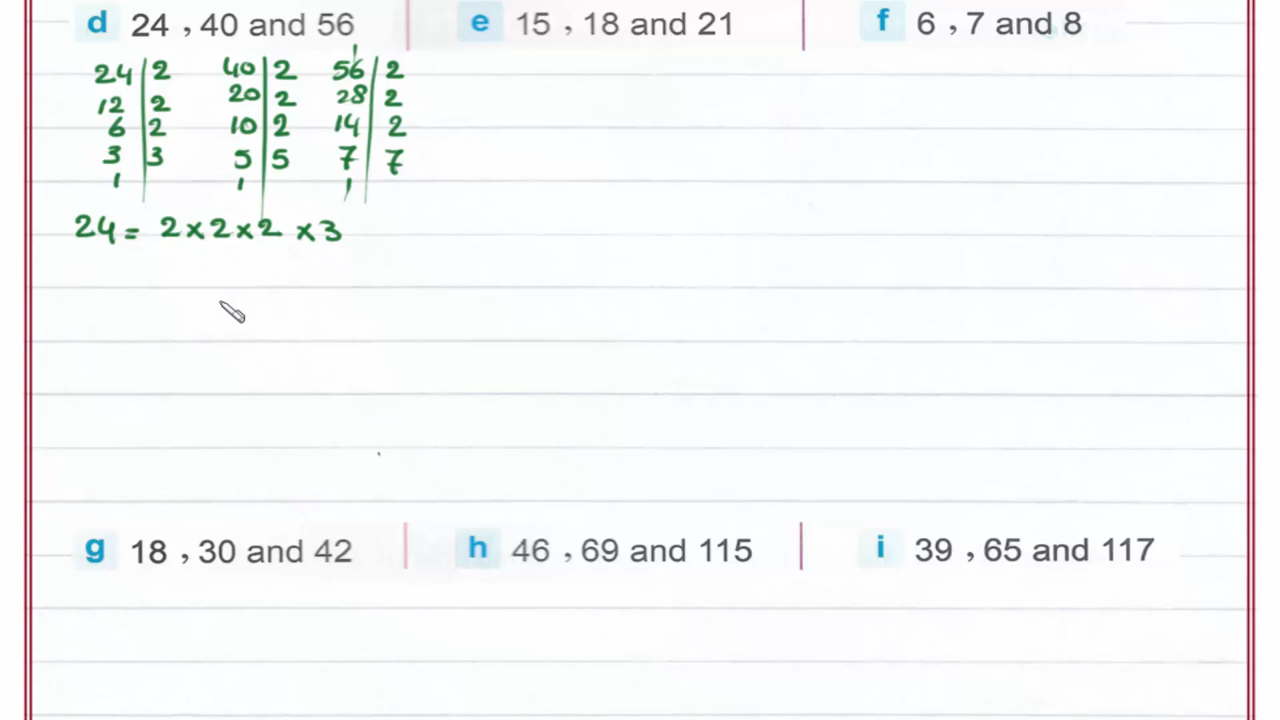 d 24 , 40 and 56 e 15 , 18 and 21 f 6 , 7 and 8
24 2 40 2 56 2
12 2 20 2 28 2
6 2 10 2 14 2
3 3 5 5 7 7
1 1 1
24 = 2 × 2 × 2 × 3
g 18 , 30 and 42 h 46 , 69 and 115 i 39 , 65 and 117